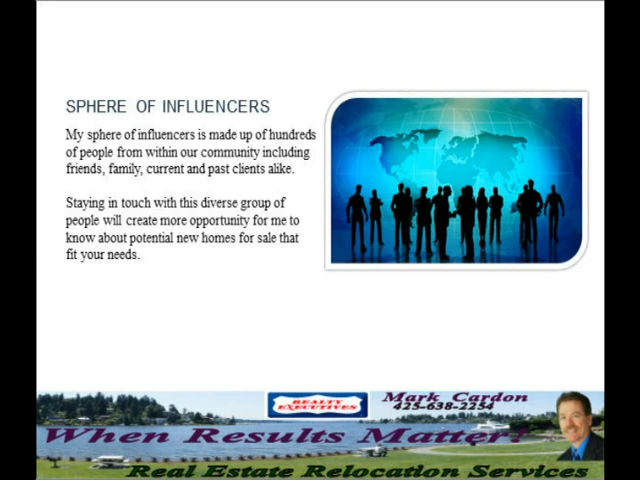 SPHERE OF INFLUENCERS
My sphere of influencers is made up of hundreds
of people from within our community including
friends, family, current and past clients alike.
Staying in touch with this diverse group of
people will create more opportunity for me to
know about potential new homes for sale that
fit your needs.
REALTY
EXECUTIVES
Mark Cardon
425-638-2254
When Results Matter!
Real Estate Relocation Services